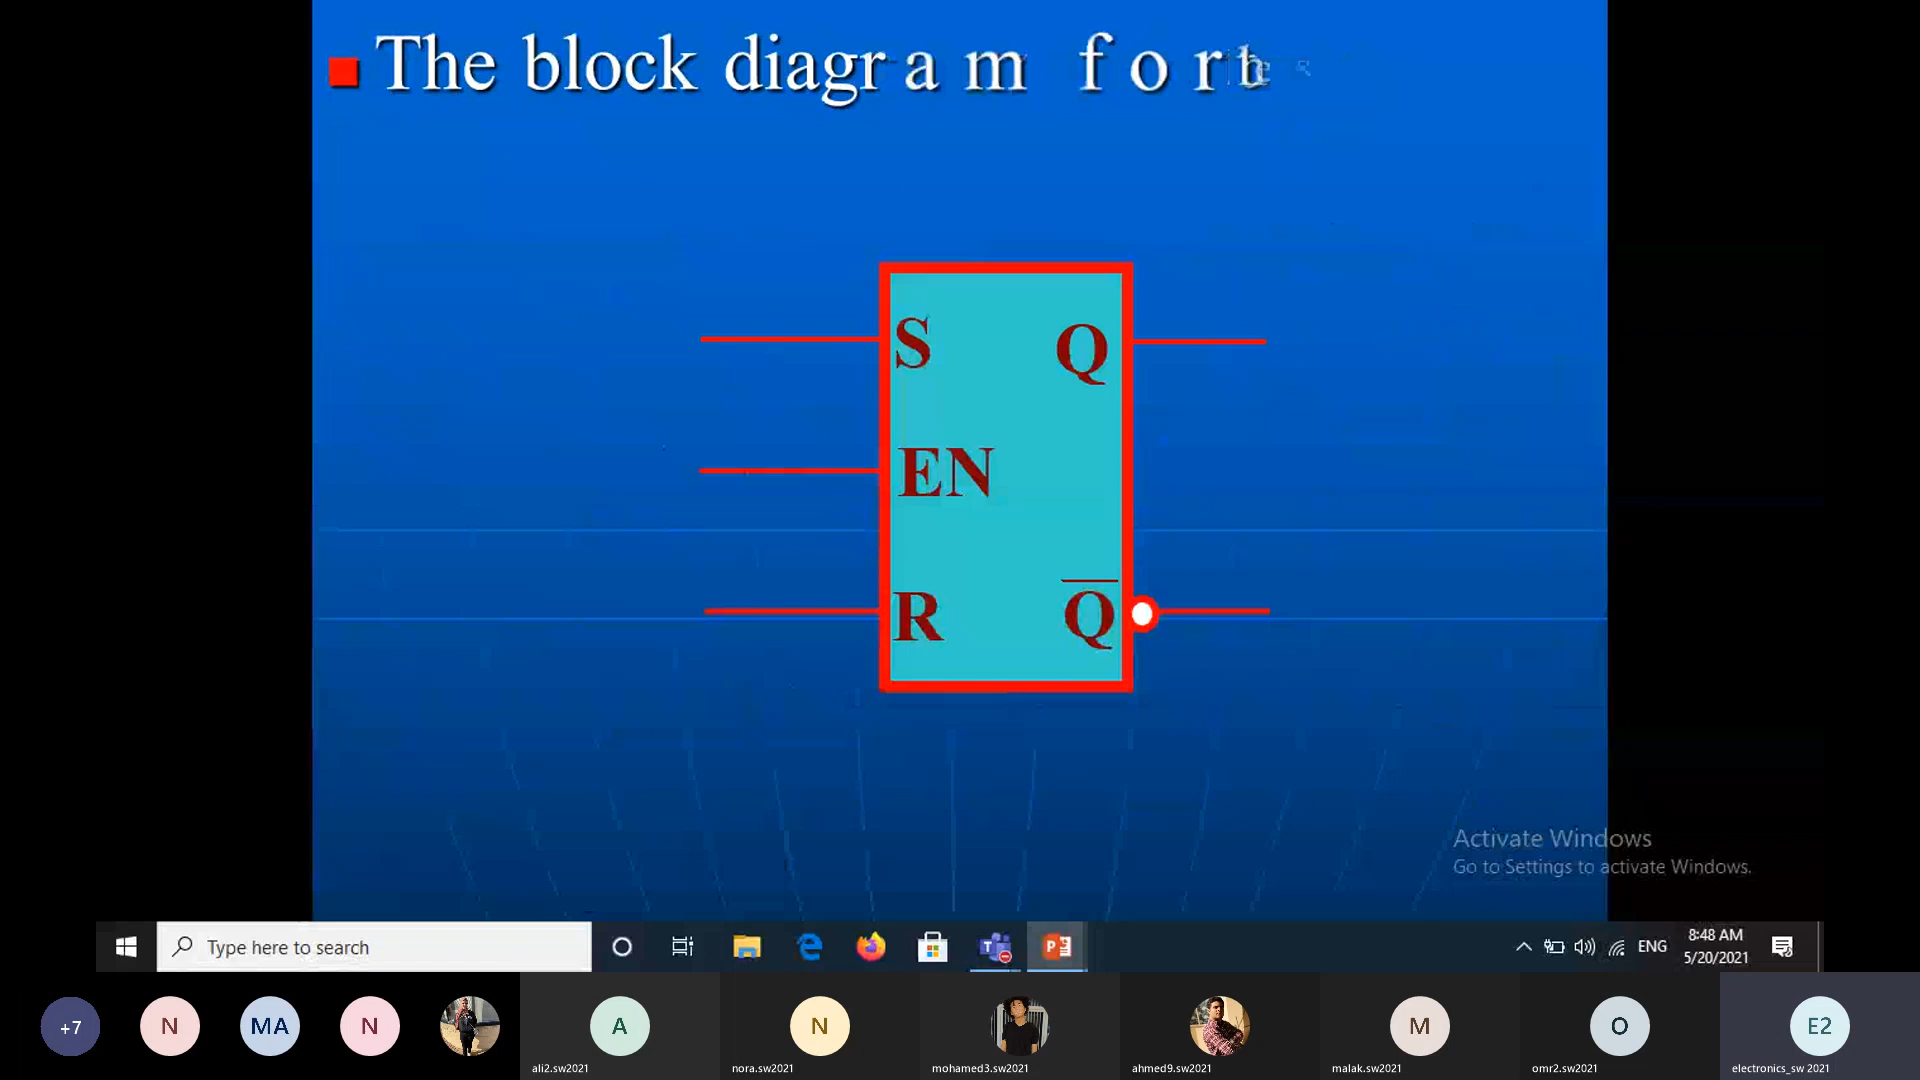 The block diagram for
S Q
EN
R Q
Activate Windows
Go to Settings to activate Windows.
Type here to search
ENG
8:48 AM
5/20/2021
+7
N
MA
N
A
N
M
O
E2
ali2.sw2021
nora.sw2021
mohamed3.sw2021
ahmed9.sw2021
malak.sw2021
omr2.sw2021
electronics_sw 2021